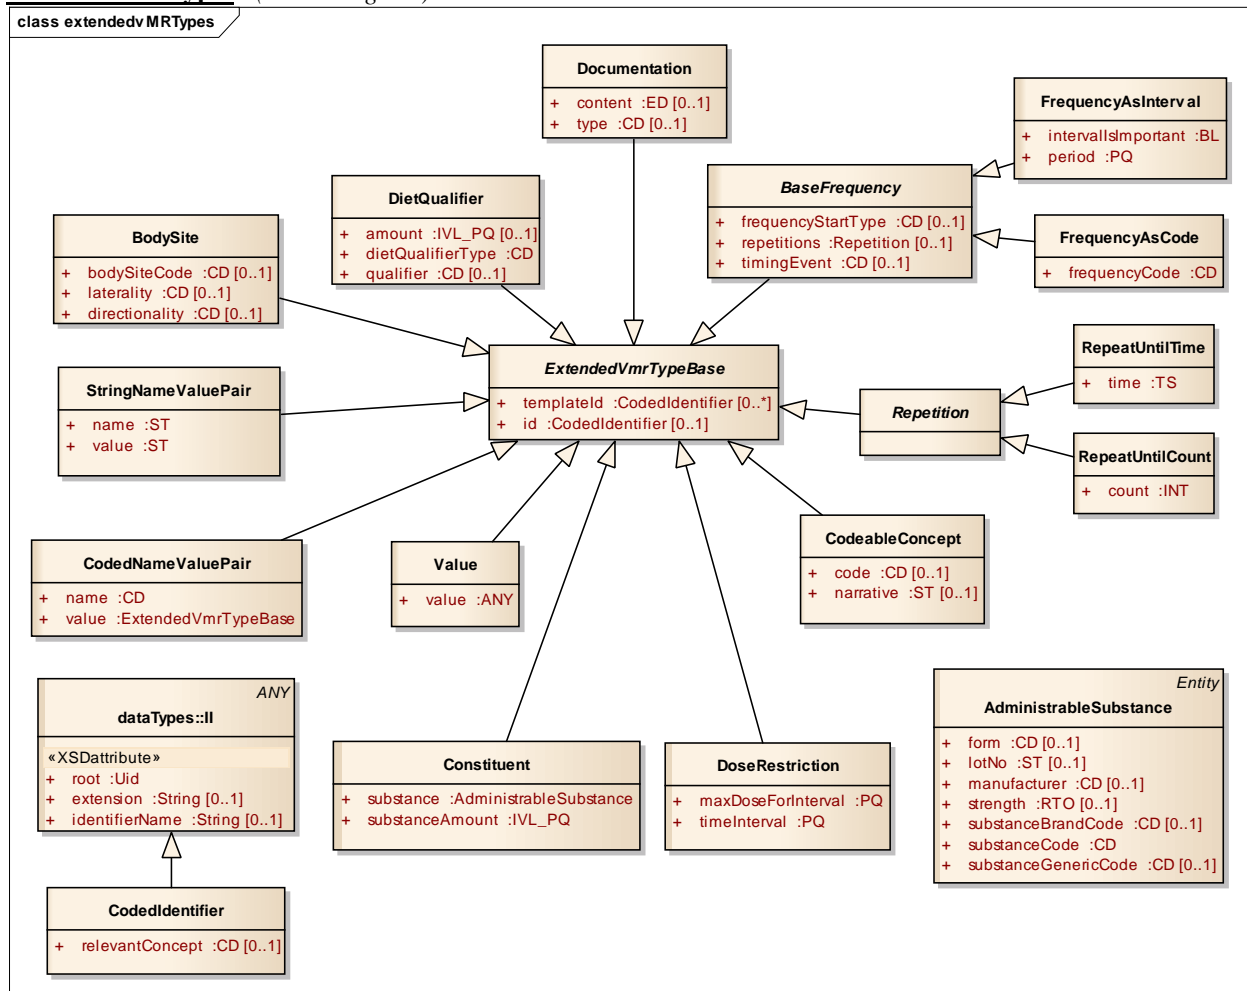 class extendedvMRTypes
Documentation
+ content :ED [0..1]
+ type :CD [0..1]
FrequencyAsInterval
+ intervalIsImportant :BL
+ period :PQ
BaseFrequency
+ frequencyStartType :CD [0..1]
+ repetitions :Repetition [0..1]
+ timingEvent :CD [0..1]
DietQualifier
+ amount :IVL_PQ [0..1]
+ dietQualifierType :CD
+ qualifier :CD [0..1]
BodySite
+ bodySiteCode :CD [0..1]
+ laterality :CD [0..1]
+ directionality :CD [0..1]
FrequencyAsCode
+ frequencyCode :CD
ExtendedVmrTypeBase
+ templateId :CodedIdentifier [0..*]
+ id :CodedIdentifier [0..1]
RepeatUntilTime
+ time :TS
StringNameValuePair
+ name :ST
+ value :ST
Repetition
RepeatUntilCount
+ count :INT
CodedNameValuePair
+ name :CD
+ value :ExtendedVmrTypeBase
Value
+ value :ANY
CodeableConcept
+ code :CD [0..1]
+ narrative :ST [0..1]
ANY
dataTypes::II
«XSDattribute»
+ root :Uid
+ extension :String [0..1]
+ identifierName :String [0..1]
Constituent
+ substance :AdministrableSubstance
+ substanceAmount :IVL_PQ
DoseRestriction
+ maxDoseForInterval :PQ
+ timeInterval :PQ
Entity
AdministrableSubstance
+ form :CD [0..1]
+ lotNo :ST [0..1]
+ manufacturer :CD [0..1]
+ strength :RTO [0..1]
+ substanceBrandCode :CD [0..1]
+ substanceCode :CD
+ substanceGenericCode :CD [0..1]
CodedIdentifier
+ relevantConcept :CD [0..1]